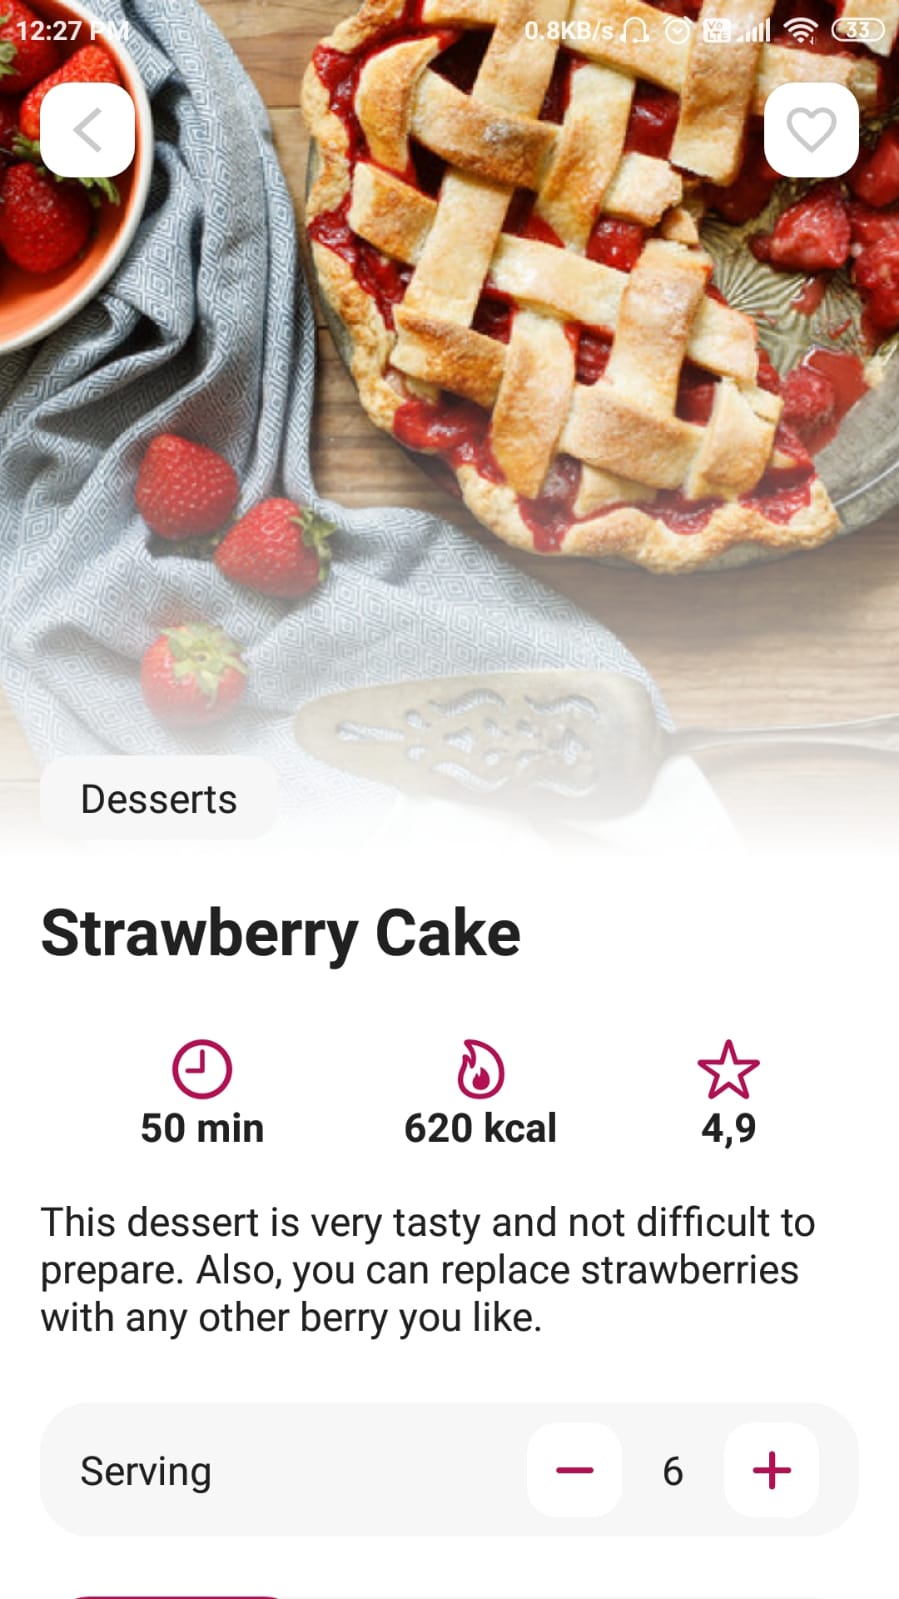 12:27 PM 0.8KB/s Vo LTE 33
Desserts
Strawberry Cake
50 min 620 kcal 4,9
This dessert is very tasty and not difficult to
prepare. Also, you can replace strawberries
with any other berry you like.
Serving 6